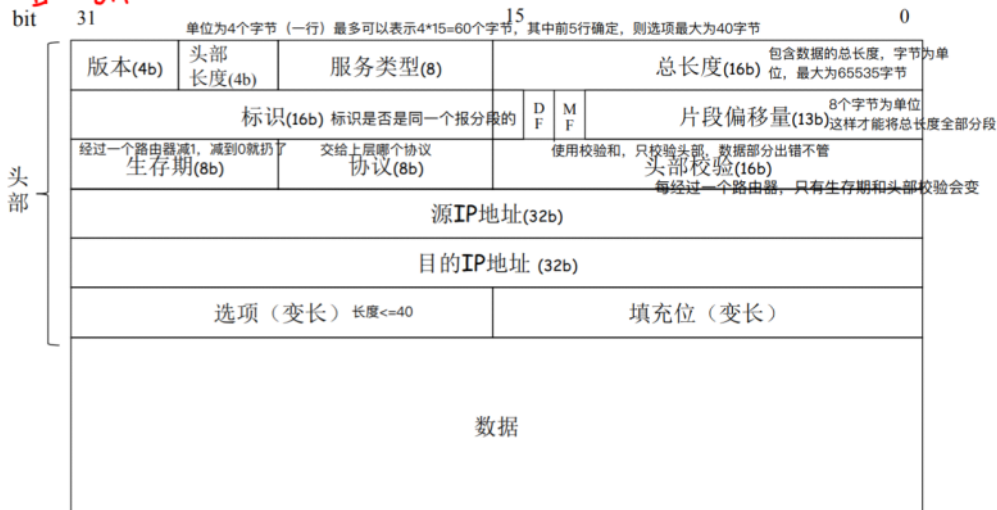 bit 31 15 0
单位为4个字节（一行）最多可以表示4*15=60个字节，其中前5行确定，则选项最大为40字节
版本(4b)
头部
长度(4b)
服务类型(8)
总长度(16b)
包含数据的总长度，字节为单
位，最大为65535字节
标识(16b) 标识是否是同一个报分段的
D
F
M
F
片段偏移量(13b)
8个字节为单位
这样才能将总长度全部分段
经过一个路由器减1，减到0就扔了
生存期(8b)
交给上层哪个协议
协议(8b)
使用校验和，只校验头部，数据部分出错不管
头部校验(16b)
每经过一个路由器，只有生存期和头部校验会变
头
部
源IP地址(32b)
目的IP地址 (32b)
选项（变长）长度<=40
填充位（变长）
数据